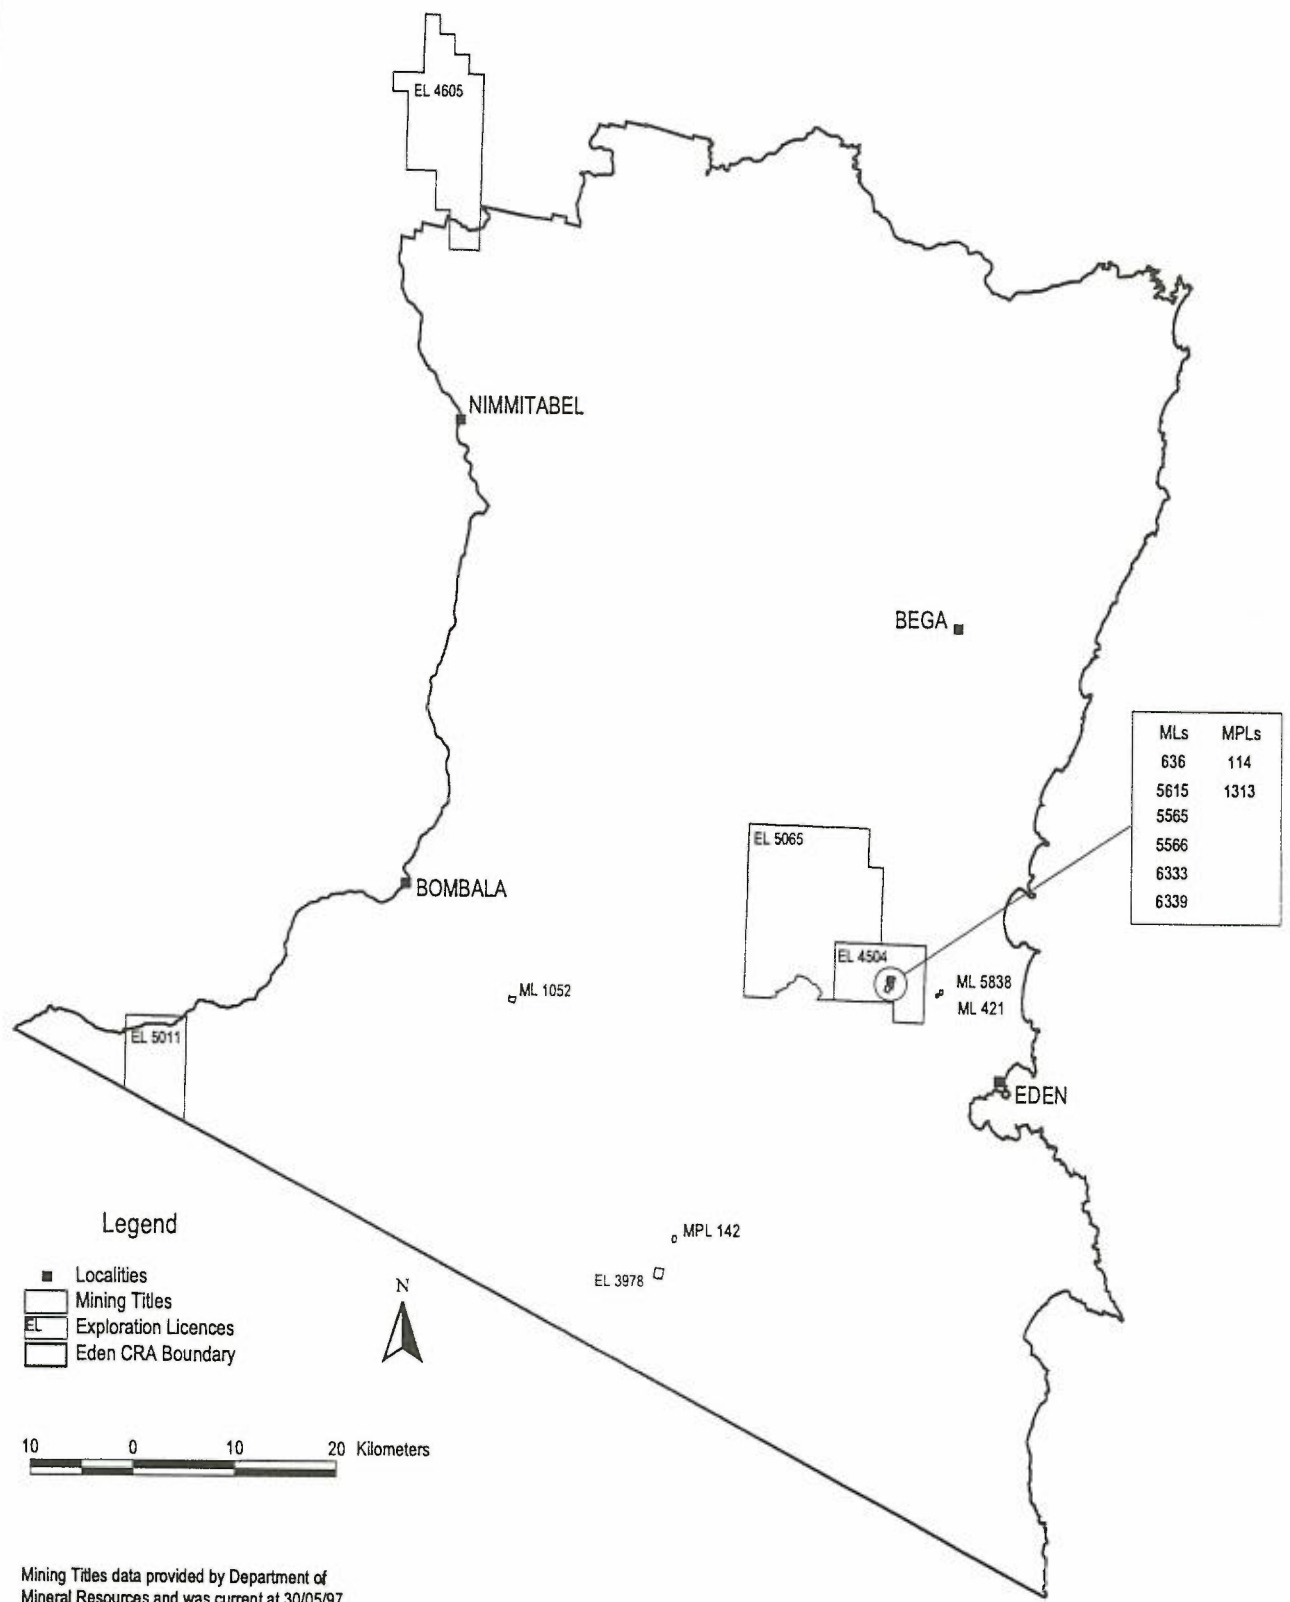 EL 4605
NIMMITABEL
BEGA
MLs MPLs
636 114
5615 1313
5565
5566
6333
6339
EL 5065
BOMBALA
EL 4504
ML 5838
ML 421
ML 1052
EL 5011
EDEN
MPL 142
EL 3978
Legend
Localities
Mining Titles
EL Exploration Licences
Eden CRA Boundary
N
10 0 10 20 Kilometers
Mining Titles data provided by Department of
Mineral Resources and was current at 30/05/97